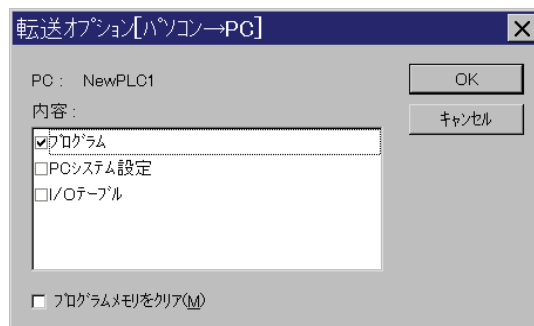 転送オプション[パソコン→PC]
PC： NewPLC1
内容：
プログラム
PCシステム設定
I/Oテーブル
プログラムメモリをクリア(M)
OK
キャンセル